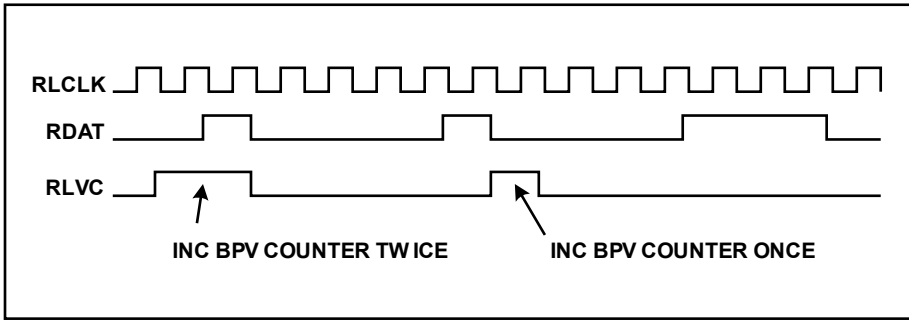 RLCLK
RDAT
RLVC
INC BPV COUNTER TWICE
INC BPV COUNTER ONCE